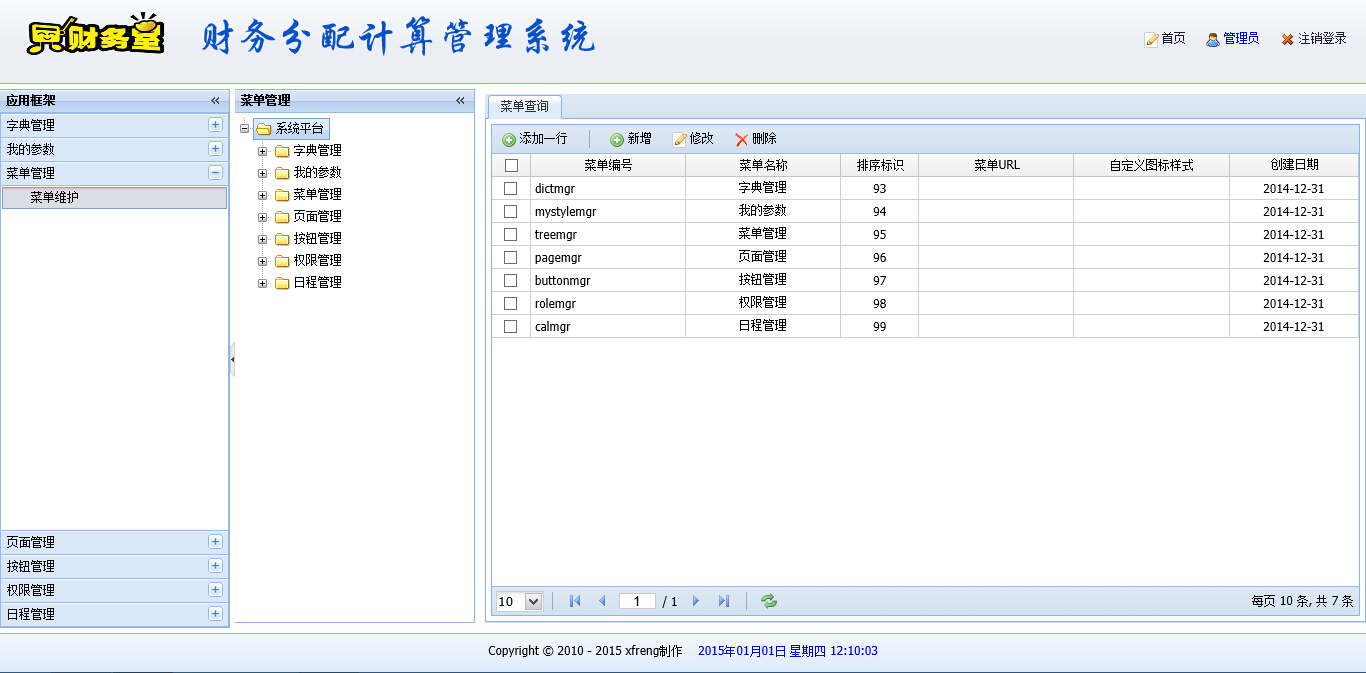 贝财务堂 财务分配计算管理系统
首页 管理员 注销登录
应用框架
字典管理
我的参数
菜单管理
菜单维护
页面管理
按钮管理
权限管理
日程管理
菜单管理
系统平台
字典管理
我的参数
菜单管理
页面管理
按钮管理
权限管理
日程管理
菜单查询
添加一行 新增 修改 删除
菜单编号 菜单名称 排序标识 菜单URL 自定义图标样式 创建日期
dictmgr 字典管理 93 2014-12-31
mystylemgr 我的参数 94 2014-12-31
treemgr 菜单管理 95 2014-12-31
pagemgr 页面管理 96 2014-12-31
buttonmgr 按钮管理 97 2014-12-31
rolemgr 权限管理 98 2014-12-31
calmgr 日程管理 99 2014-12-31
10 1 / 1 每页 10 条, 共 7 条
Copyright © 2010 - 2015 xfreng制作 2015年01月01日 星期四 12:10:03